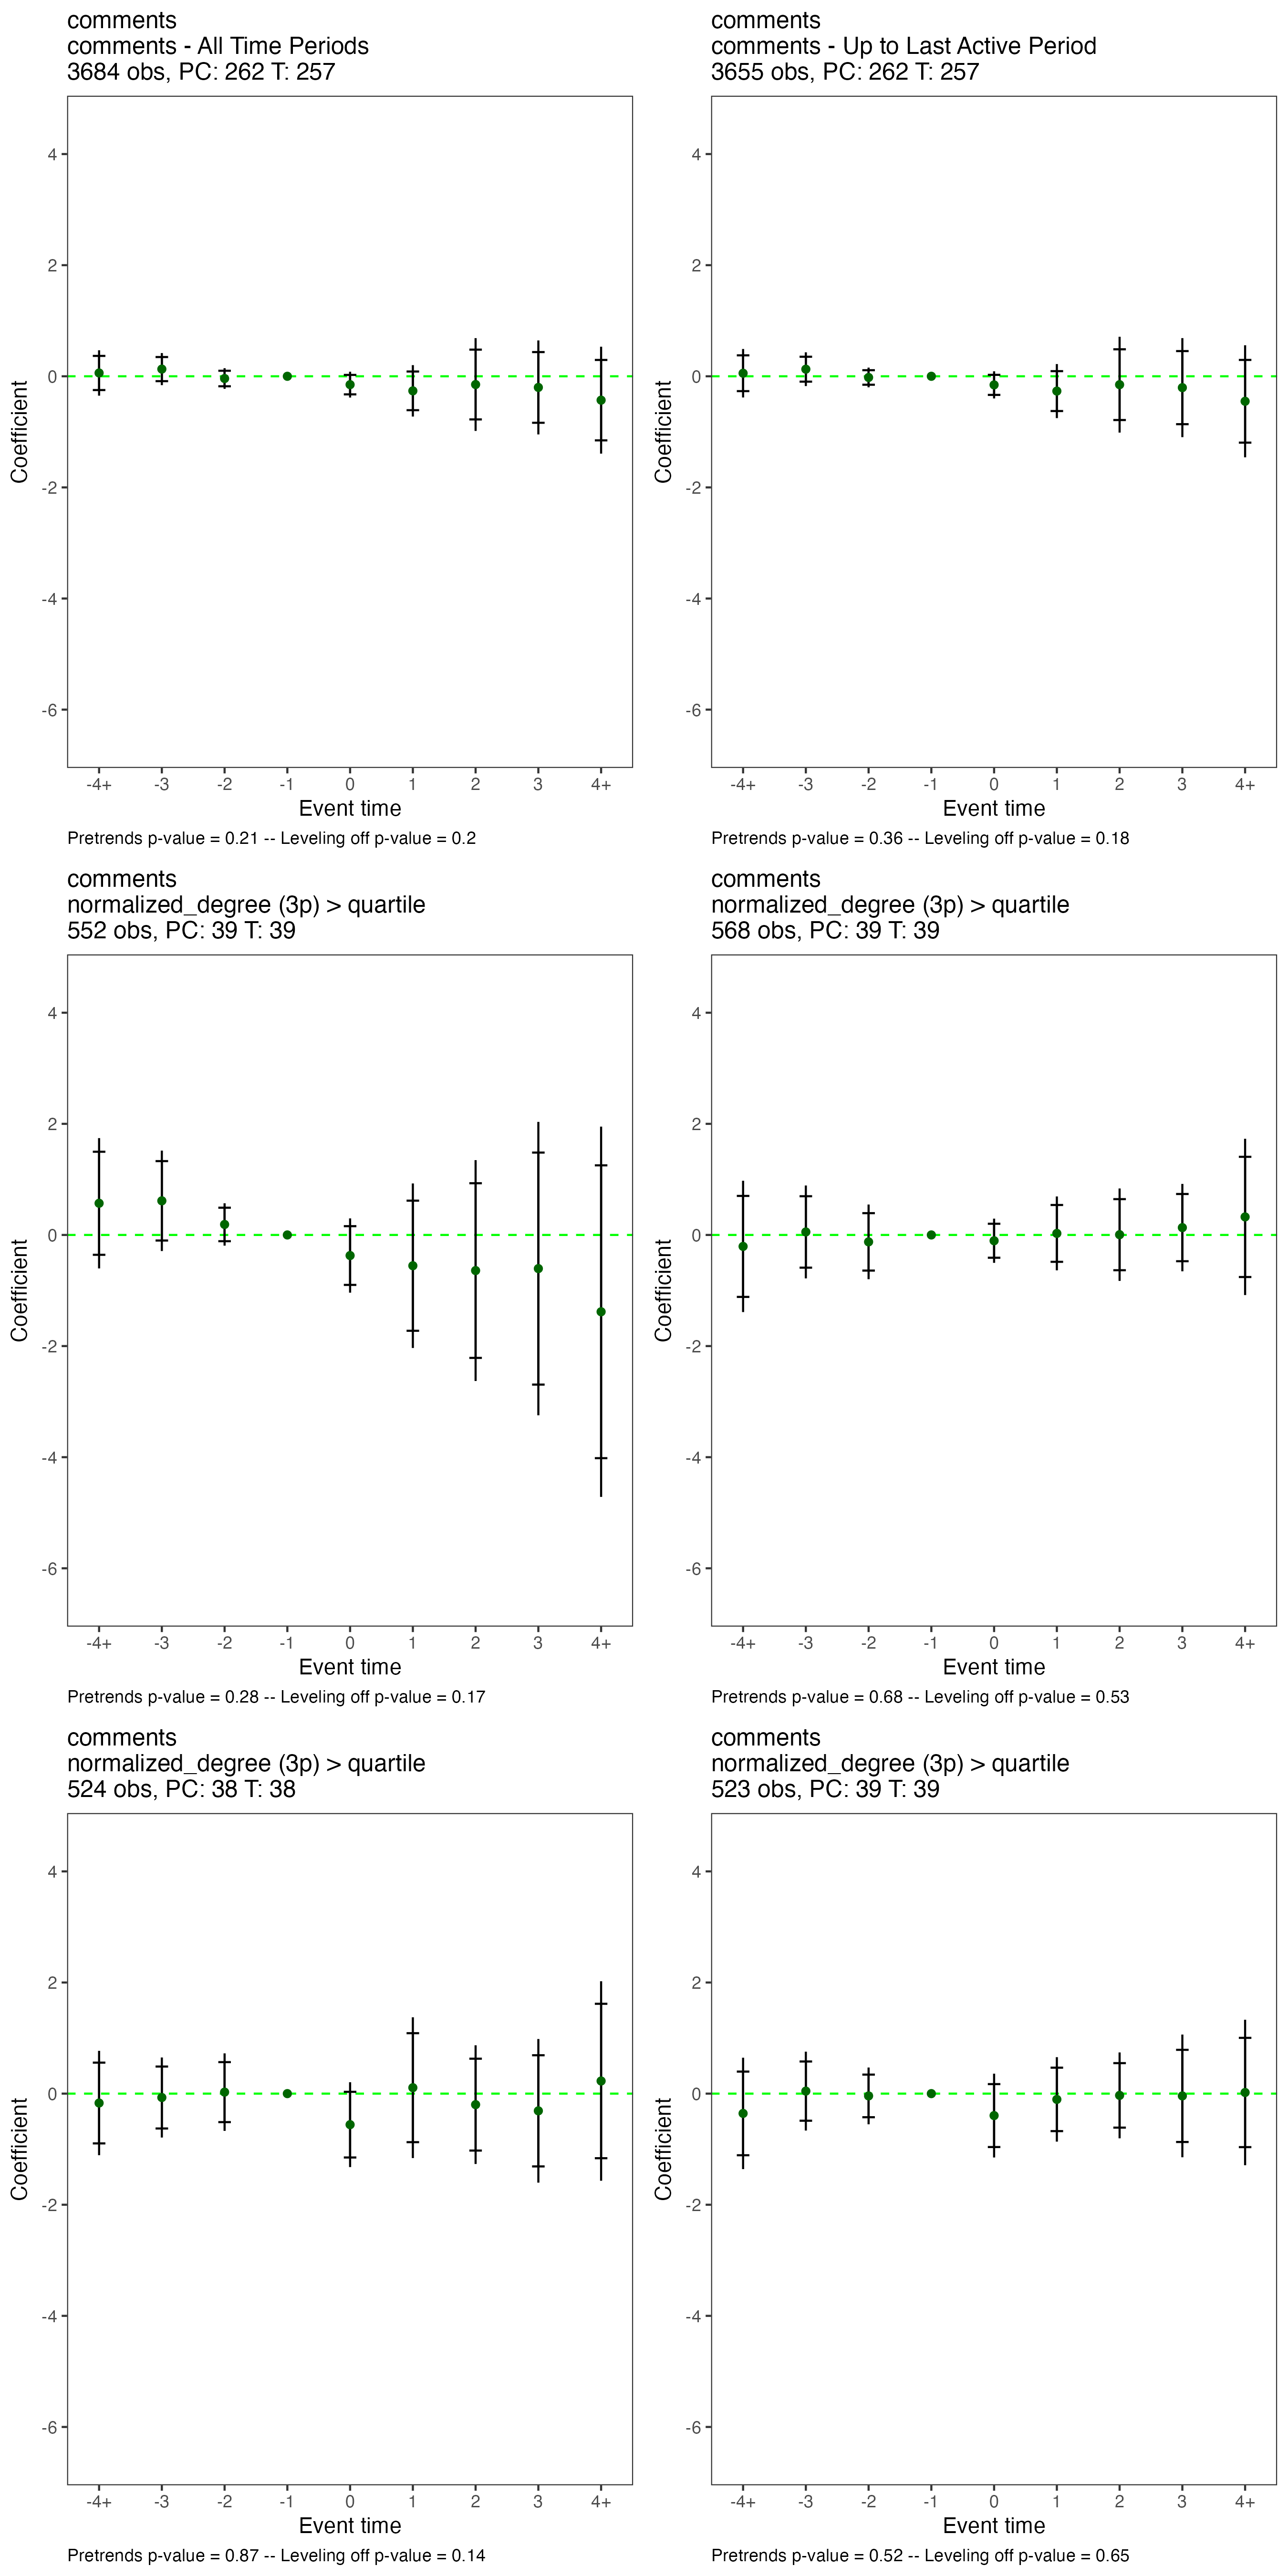 comments
comments - All Time Periods
3684 obs, PC: 262 T: 257
4
2
0
-2
-4
-6
Coefficient
-4+ -3 -2 -1 0 1 2 3 4+
Event time
Pretrends p-value = 0.21 -- Leveling off p-value = 0.2
comments
comments - Up to Last Active Period
3655 obs, PC: 262 T: 257
4
2
0
-2
-4
-6
Coefficient
-4+ -3 -2 -1 0 1 2 3 4+
Event time
Pretrends p-value = 0.36 -- Leveling off p-value = 0.18
comments
normalized_degree (3p) > quartile
552 obs, PC: 39 T: 39
4
2
0
-2
-4
-6
Coefficient
-4+ -3 -2 -1 0 1 2 3 4+
Event time
Pretrends p-value = 0.28 -- Leveling off p-value = 0.17
comments
normalized_degree (3p) > quartile
568 obs, PC: 39 T: 39
4
2
0
-2
-4
-6
Coefficient
-4+ -3 -2 -1 0 1 2 3 4+
Event time
Pretrends p-value = 0.68 -- Leveling off p-value = 0.53
comments
normalized_degree (3p) > quartile
524 obs, PC: 38 T: 38
4
2
0
-2
-4
-6
Coefficient
-4+ -3 -2 -1 0 1 2 3 4+
Event time
Pretrends p-value = 0.87 -- Leveling off p-value = 0.14
comments
normalized_degree (3p) > quartile
523 obs, PC: 39 T: 39
4
2
0
-2
-4
-6
Coefficient
-4+ -3 -2 -1 0 1 2 3 4+
Event time
Pretrends p-value = 0.52 -- Leveling off p-value = 0.65